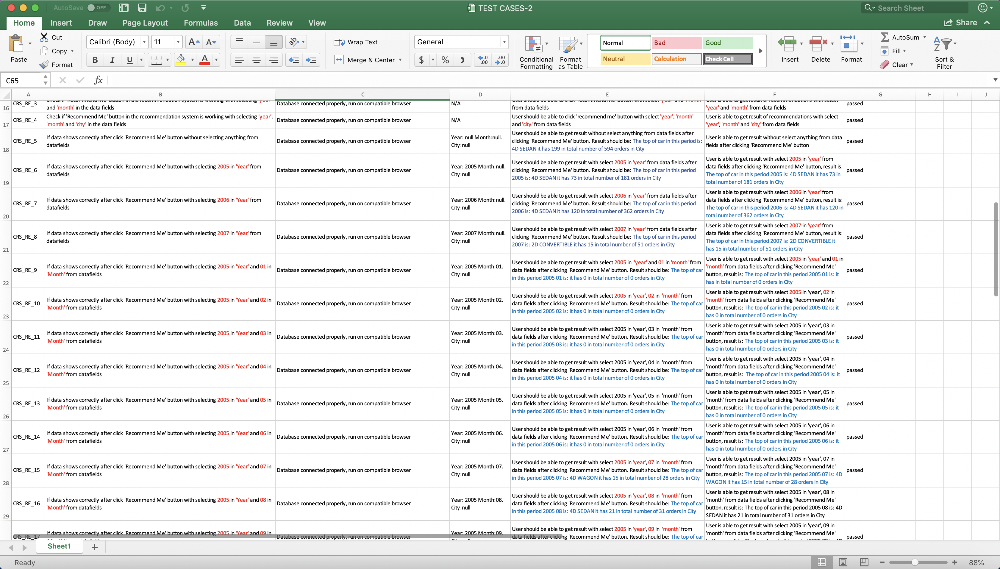 AutoSave OFF
TEST CASES-2
Search Sheet
Home Insert Draw Page Layout Formulas Data Review View
Share
Paste
Cut
Copy
Format
Calibri (Body) 11
Wrap Text
Merge & Center
General
Conditional Formatting
Format as Table
Normal Bad Good
Neutral Calculation Check Cell
Insert Delete Format
AutoSum
Fill
Clear
Sort & Filter
C65 fx
A B C D E F G H I J
16 CRS_RE_3
Check if 'Recommend Me' button in the recommendation system is working with selecting 'year'
and 'month' in the data fields
Database connected properly, run on compatible browser
N/A
User should be able to click 'recommend me' button with select 'year' and 'month'
from data fields
User is able to get result of recommendations with select
'year' and 'month' from data fields
passed
17 CRS_RE_4
Check if 'Recommend Me' button in the recommendation system is working with selecting 'year',
'month' and 'city' in the data fields
Database connected properly, run on compatible browser
N/A
User should be able to click 'recommend me' button with select 'year', 'month'
and 'city' from data fields
User is able to get result of recommendations with select
'year', 'month' and 'city' from data fields
passed
18 CRS_RE_5
If data shows correctly after click 'Recommend Me' button without selecting anything from
datafields
Database connected properly, run on compatible browser
Year: null Month:null.
City:null
User should be able to get result without select anything from data fields after
clicking 'Recommend Me' button. Result should be: The top of car in this period is:
4D SEDAN it has 199 in total number of 594 orders in City
User is able to get result without select anything from data
fields after clicking 'Recommend Me' button
passed
19 CRS_RE_6
If data shows correctly after click 'Recommend Me' button with selecting 2005 in 'Year' from
datafields
Database connected properly, run on compatible browser
Year: 2005 Month:null.
City:null
User should be able to get result with select 2005 in 'year' from data fields after
clicking 'Recommend Me' button. Result should be: The top of car in this period
2005 is: 4D SEDAN it has 73 in total number of 181 orders in City
User is able to get result with select 2005 in 'year' from
data fields after clicking 'Recommend Me' button, result is:
The top of car in this period 2005 is: 4D SEDAN it has 73 in
total number of 181 orders in City
passed
20 CRS_RE_7
If data shows correctly after click 'Recommend Me' button with selecting 2006 in 'Year' from
datafields
Database connected properly, run on compatible browser
Year: 2006 Month:null.
City:null
User should be able to get result with select 2006 in 'year' from data fields after
clicking 'Recommend Me' button. Result should be: The top of car in this period
2006 is: 4D SEDAN it has 120 in total number of 362 orders in City
User is able to get result with select 2006 in 'year' from
data fields after clicking 'Recommend Me' button, result is:
The top of car in this period 2006 is: 4D SEDAN it has 120 in
total number of 362 orders in City
passed
21 CRS_RE_8
If data shows correctly after click 'Recommend Me' button with selecting 2007 in 'Year' from
datafields
Database connected properly, run on compatible browser
Year: 2007 Month:null.
City:null
User should be able to get result with select 2007 in 'year' from data fields after
clicking 'Recommend Me' button. Result should be: The top of car in this period
2007 is: 2D CONVERTIBLE it has 15 in total number of 51 orders in City
User is able to get result with select 2007 in 'year' from
data fields after clicking 'Recommend Me' button, result is:
The top of car in this period 2007 is: 2D CONVERTIBLE it
has 15 in total number of 51 orders in City
passed
22 CRS_RE_9
If data shows correctly after click 'Recommend Me' button with selecting 2005 in 'Year' and 01 in
'Month' from datafields
Database connected properly, run on compatible browser
Year: 2005 Month:01.
City:null
User should be able to get result with select 2005 in 'year' and 01 in 'month' from
data fields after clicking 'Recommend Me' button. Result should be: The top of car
in this period 2005 01 is: it has 0 in total number of 0 orders in City
User is able to get result with select 2005 in 'year' and 01 in
'month' from data fields after clicking 'Recommend Me'
button, result is: The top of car in this period 2005 01 is: it
has in total number of 0 orders in City
passed
23 CRS_RE_10
If data shows correctly after click 'Recommend Me' button with selecting 2005 in 'Year' and 02 in
'Month' from datafields
Database connected properly, run on compatible browser
Year: 2005 Month:02.
City:null
User should be able to get result with select 2005 in 'year', 02 in 'month' from
data fields after clicking 'Recommend Me' button. Result should be: The top of car
in this period 2005 02 is: it has 0 in total number of 0 orders in City
User is able to get result with select 2005 in 'year', 02 in
'month' from data fields after clicking 'Recommend Me'
button, result is: The top of car in this period 2005 02 is: it
has 0 in total number of 0 orders in City
passed
24 CRS_RE_11
If data shows correctly after click 'Recommend Me' button with selecting 2005 in 'Year' and 03 in
'Month' from datafields
Database connected properly, run on compatible browser
Year: 2005 Month:03.
City:null
User should be able to get result with select 2005 in 'year', 03 in 'month' from
data fields after clicking 'Recommend Me' button. Result should be: The top of car
in this period 2005 03 is: it has 0 in total number of 0 orders in City
User is able to get result with select 2005 in 'year', 03 in
'month' from data fields after clicking 'Recommend Me'
button, result is: The top of car in this period 2005 03 is: it
has 0 in total number of 0 orders in City
passed
25 CRS_RE_12
If data shows correctly after click 'Recommend Me' button with selecting 2005 in 'Year' and 04 in
'Month' from datafields
Database connected properly, run on compatible browser
Year: 2005 Month:04.
City:null
User should be able to get result with select 2005 in 'year', 04 in 'month' from
data fields after clicking 'Recommend Me' button. Result should be: The top of car
in this period 2005 04 is: it has 0 in total number of 0 orders in City
User is able to get result with select 2005 in 'year', 04 in
'month' from data fields after clicking 'Recommend Me'
button, result is: The top of car in this period 2005 04 is: it
has 0 in total number of 0 orders in City
passed
26 CRS_RE_13
If data shows correctly after click 'Recommend Me' button with selecting 2005 in 'Year' and 05 in
'Month' from datafields
Database connected properly, run on compatible browser
Year: 2005 Month:05.
City:null
User should be able to get result with select 2005 in 'year', 05 in 'month' from
data fields after clicking 'Recommend Me' button. Result should be: The top of car
in this period 2005 05 is: it has 0 in total number of 0 orders in City
User is able to get result with select 2005 in 'year', 05 in
'month' from data fields after clicking 'Recommend Me'
button, result is: The top of car in this period 2005 05 is: it
has 0 in total number of 0 orders in City
passed
27 CRS_RE_14
If data shows correctly after click 'Recommend Me' button with selecting 2005 in 'Year' and 06 in
'Month' from datafields
Database connected properly, run on compatible browser
Year: 2005 Month:06.
City:null
User should be able to get result with select 2005 in 'year', 06 in 'month' from
data fields after clicking 'Recommend Me' button. Result should be: The top of car
in this period 2005 06 is: it has 0 in total number of 0 orders in City
User is able to get result with select 2005 in 'year', 06 in
'month' from data fields after clicking 'Recommend Me'
button, result is: The top of car in this period 2005 06 is: it
has 0 in total number of 0 orders in City
passed
28 CRS_RE_15
If data shows correctly after click 'Recommend Me' button with selecting 2005 in 'Year' and 07 in
'Month' from datafields
Database connected properly, run on compatible browser
Year: 2005 Month:07.
City:null
User should be able to get result with select 2005 in 'year', 07 in 'month' from
data fields after clicking 'Recommend Me' button. Result should be: The top of car
in this period 2005 07 is: 4D WAGON it has 15 in total number of 28 orders in City
User is able to get result with select 2005 in 'year', 07 in
'month' from data fields after clicking 'Recommend Me'
button, result is: The top of car in this period 2005 07 is: 4D
WAGON it has 15 in total number of 28 orders in City
passed
29 CRS_RE_16
If data shows correctly after click 'Recommend Me' button with selecting 2005 in 'Year' and 08 in
'Month' from datafields
Database connected properly, run on compatible browser
Year: 2005 Month:08.
City:null
User should be able to get result with select 2005 in 'year', 08 in 'month' from
data fields after clicking 'Recommend Me' button. Result should be: The top of car
in this period 2005 08 is: 4D SEDAN it has 21 in total number of 31 orders in City
User is able to get result with select 2005 in 'year', 08 in
'month' from data fields after clicking 'Recommend Me'
button, result is: The top of car in this period 2005 08 is: 4D
SEDAN it has 21 in total number of 31 orders in City
CRS_RE_17
If data shows correctly after click 'Recommend Me' button with selecting 2005 in 'Year' and 09 in
Database connected properly, run on compatible browser
Year: 2005 Month:09.
User should be able to get result with select 2005 in 'year', 09 in 'month' from
data fields after clicking 'Recommend Me' button. Result should be: The top of car
User is able to get result with select 2005 in 'year', 09 in
'month' from data fields after clicking 'Recommend Me'
passed
Sheet1
Ready
88%